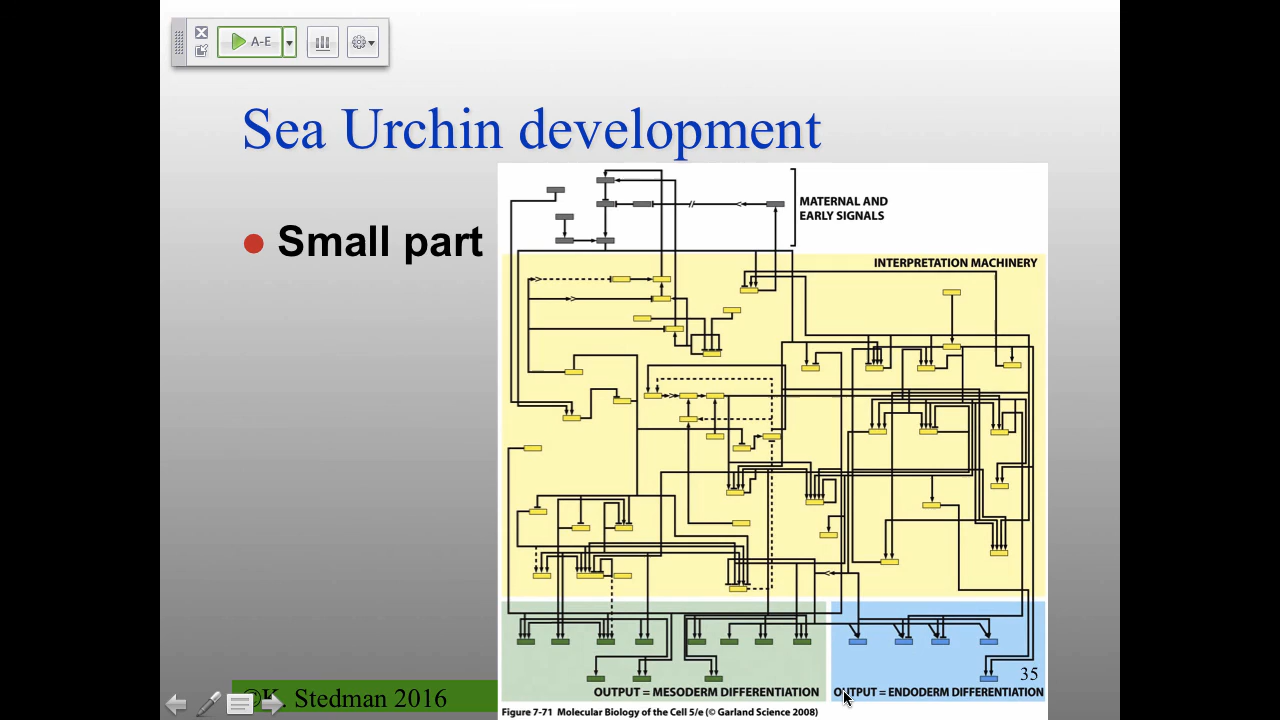 A-E
Sea Urchin development
• Small part
MATERNAL AND
EARLY SIGNALS
INTERPRETATION MACHINERY
35
OUTPUT = MESODERM DIFFERENTIATION
OUTPUT = ENDODERM DIFFERENTIATION
©K. Stedman 2016
Figure 7-71 Molecular Biology of the Cell 5/e (© Garland Science 2008)